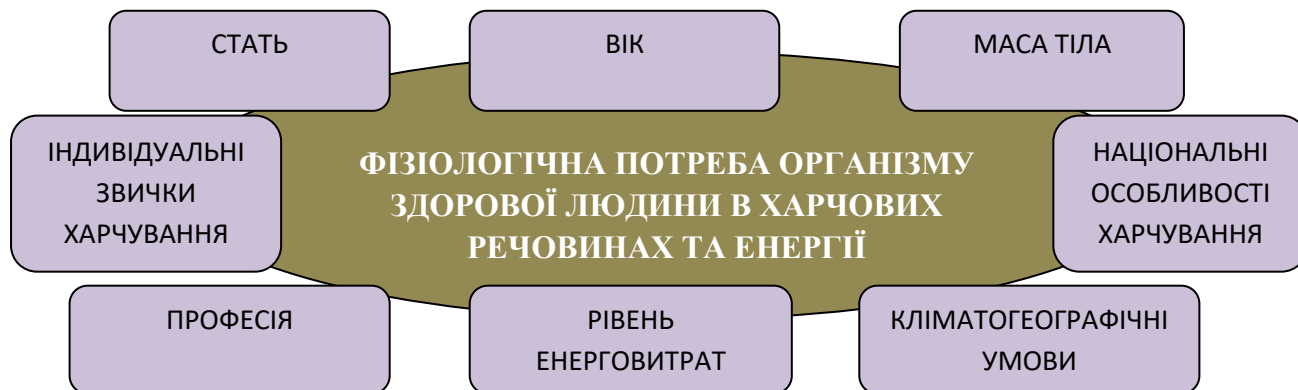 СТАТЬ
ВІК
МАСА ТІЛА
ІНДИВІДУАЛЬНІ
ЗВИЧКИ
ХАРЧУВАННЯ
ФІЗІОЛОГІЧНА ПОТРЕБА ОРГАНІЗМУ
ЗДОРОВОЇ ЛЮДИНИ В ХАРЧОВИХ
РЕЧОВИНАХ ТА ЕНЕРГІЇ
НАЦІОНАЛЬНІ
ОСОБЛИВОСТІ
ХАРЧУВАННЯ
ПРОФЕСІЯ
РІВЕНЬ
ЕНЕРГОВИТРАТ
КЛІМАТОГЕОГРАФІЧНІ
УМОВИ